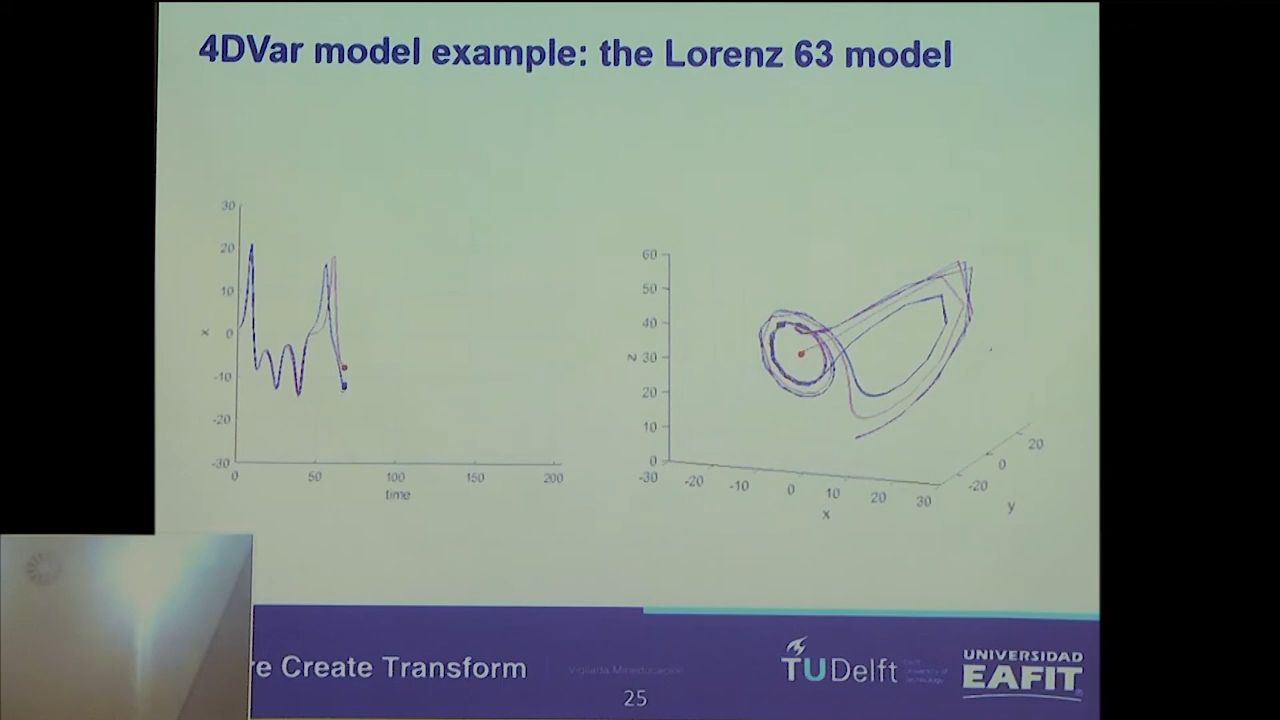 4DVar model example: the Lorenz 63 model
30
20
10
0
-10
-20
-30
x
0
50
100
150
200
time
60
50
40
30
20
10
0
z
-30
-20
-10
0
10
20
30
x
-20
0
20
y
re Create Transform
Vigilada Mineducación
TUDelft
UNIVERSIDAD
EAFIT
25